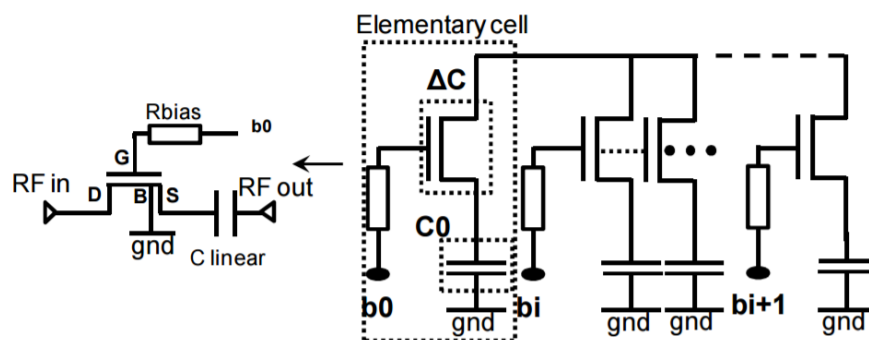 Elementary cell
ΔC
Rbias
b0
G
RF in
RF out
D
B
S
gnd
C linear
C0
b0
bi
bi+1
gnd
gnd
gnd
gnd